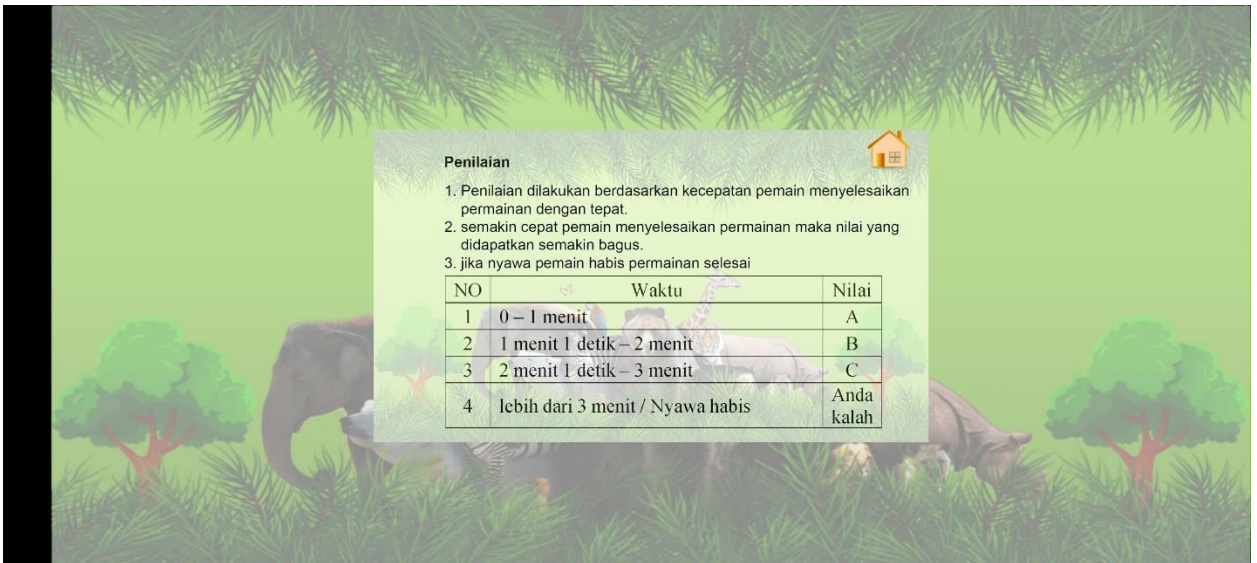 Penilaian
1. Penilaian dilakukan berdasarkan kecepatan pemain menyelesaikan
permainan dengan tepat.
2. semakin cepat pemain menyelesaikan permainan maka nilai yang
didapatkan semakin bagus.
3. jika nyawa pemain habis permainan selesai
NO Waktu Nilai
1 0 – 1 menit A
2 1 menit 1 detik – 2 menit B
3 2 menit 1 detik – 3 menit C
4 lebih dari 3 menit / Nyawa habis Anda
kalah